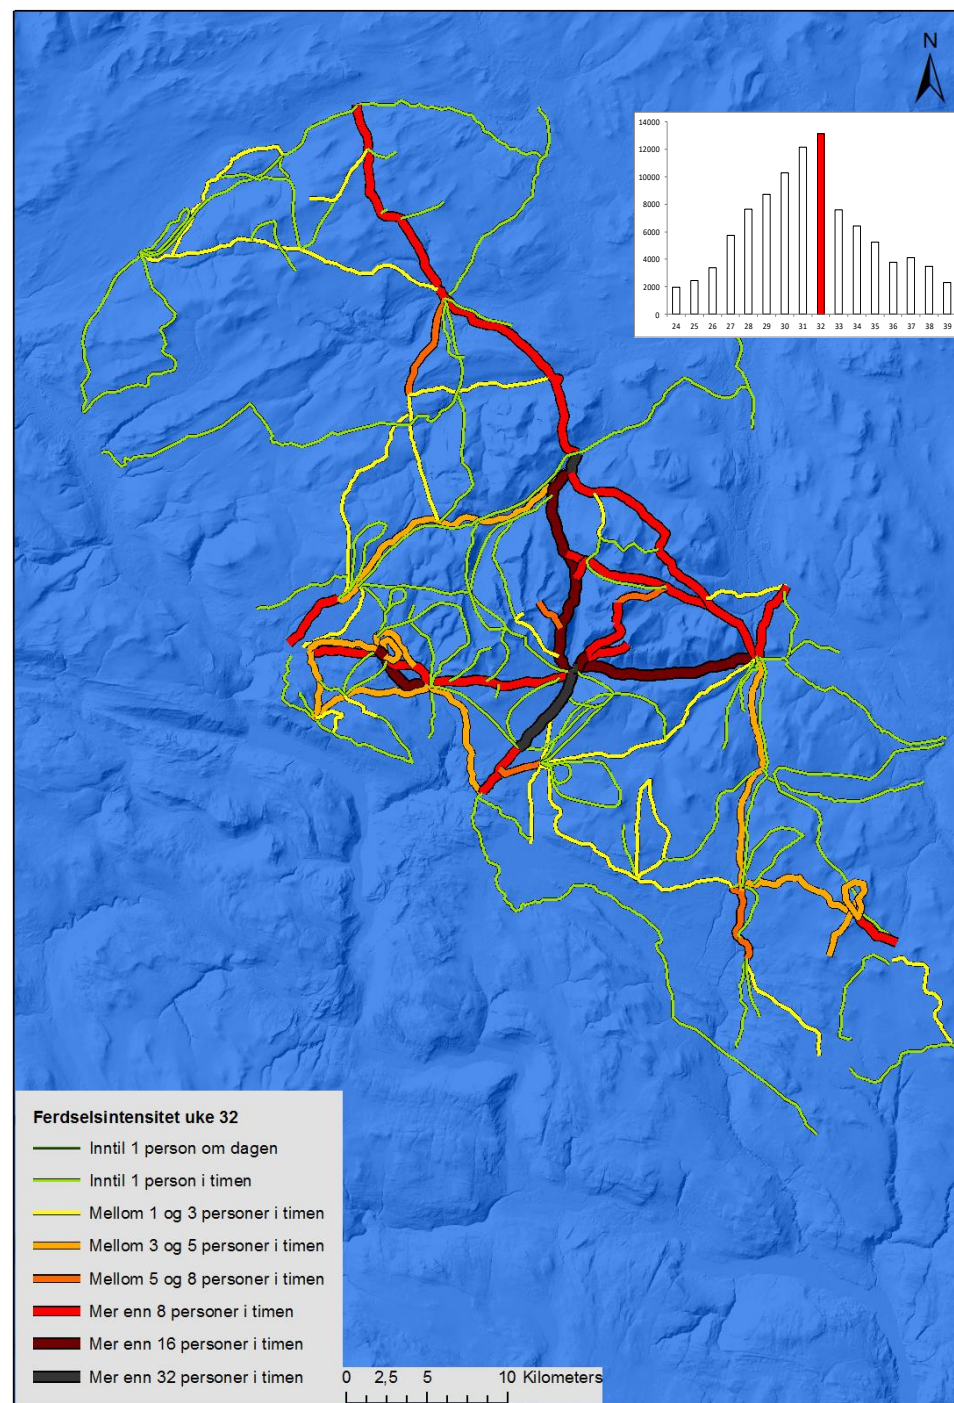 N
14000
12000
10000
8000
6000
4000
2000
0
24 25 26 27 28 29 30 31 32 33 34 35 36 37 38 39
Ferdselsintensitet uke 32
Inntil 1 person om dagen
Inntil 1 person i timen
Mellom 1 og 3 personer i timen
Mellom 3 og 5 personer i timen
Mellom 5 og 8 personer i timen
Mer enn 8 personer i timen
Mer enn 16 personer i timen
Mer enn 32 personer i timen
0 2,5 5 10 Kilometers